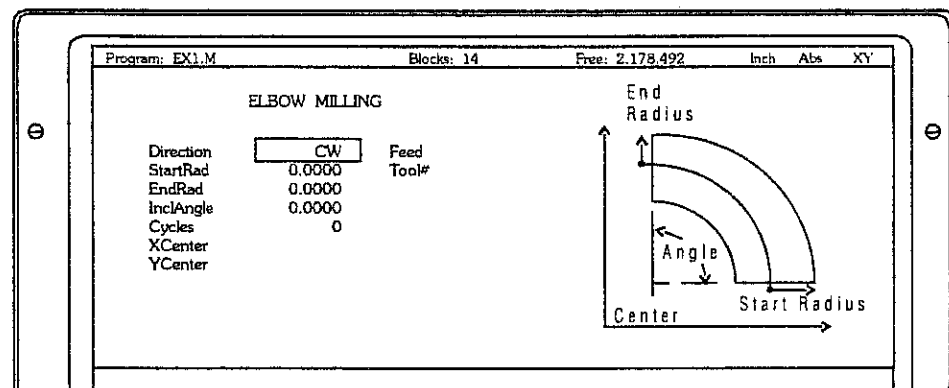 Program: EX1.M Blocks: 14 Free: 2.178.492 Inch Abs XY
ELBOW MILLING
Direction CW Feed
StartRad 0.0000 Tool#
EndRad 0.0000
InclAngle 0.0000
Cycles 0
XCenter
YCenter
End
Radius
Angle
Start Radius
Center